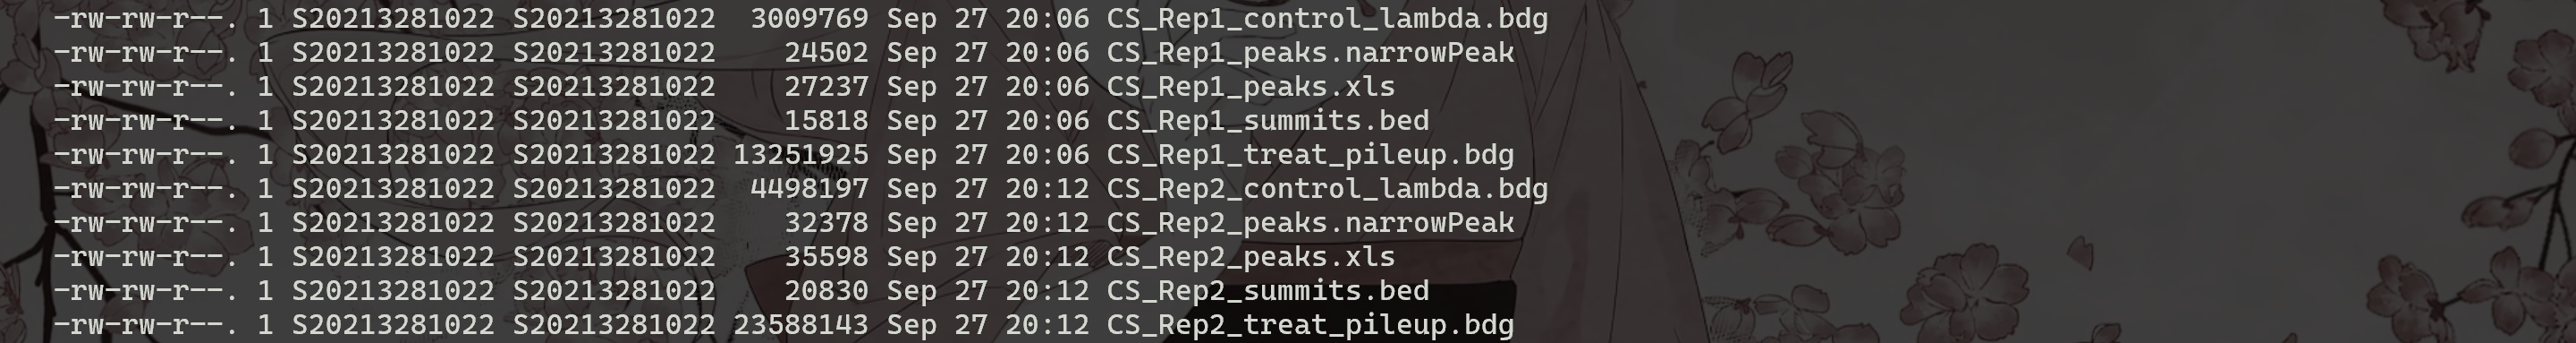 -rw-rw-r--. 1 S20213281022 S20213281022  3009769 Sep 27 20:06 CS_Rep1_control_lambda.bdg
-rw-rw-r--. 1 S20213281022 S20213281022    24502 Sep 27 20:06 CS_Rep1_peaks.narrowPeak
-rw-rw-r--. 1 S20213281022 S20213281022    27237 Sep 27 20:06 CS_Rep1_peaks.xls
-rw-rw-r--. 1 S20213281022 S20213281022    15818 Sep 27 20:06 CS_Rep1_summits.bed
-rw-rw-r--. 1 S20213281022 S20213281022 13251925 Sep 27 20:06 CS_Rep1_treat_pileup.bdg
-rw-rw-r--. 1 S20213281022 S20213281022  4498197 Sep 27 20:12 CS_Rep2_control_lambda.bdg
-rw-rw-r--. 1 S20213281022 S20213281022    32378 Sep 27 20:12 CS_Rep2_peaks.narrowPeak
-rw-rw-r--. 1 S20213281022 S20213281022    35598 Sep 27 20:12 CS_Rep2_peaks.xls
-rw-rw-r--. 1 S20213281022 S20213281022    20830 Sep 27 20:12 CS_Rep2_summits.bed
-rw-rw-r--. 1 S20213281022 S20213281022 23588143 Sep 27 20:12 CS_Rep2_treat_pileup.bdg